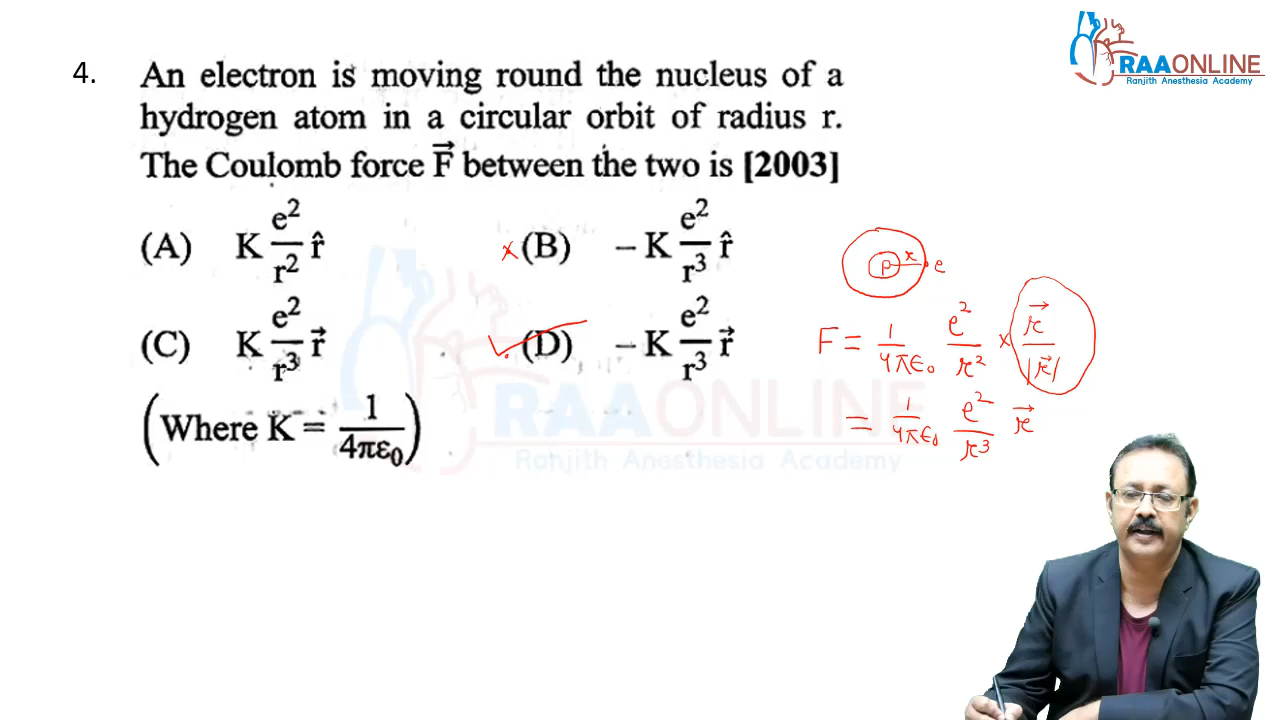 RAAONLINE
Ranjith Anesthesia Academy
4. An electron is moving round the nucleus of a
hydrogen atom in a circular orbit of radius r.
The Coulomb force F⃗ between the two is [2003]
(A) K e²/r² r̂ (B) – K e²/r³ r̂
(C) K e²/r³ r⃗ (D) – K e²/r³ r⃗
(Where K = 1/4πε₀)
P r e
F = 1/4πε₀ e²/r² × r⃗/|r⃗|
= 1/4πε₀ e²/r³ r⃗
RAAONLINE
Ranjith Anesthesia Academy